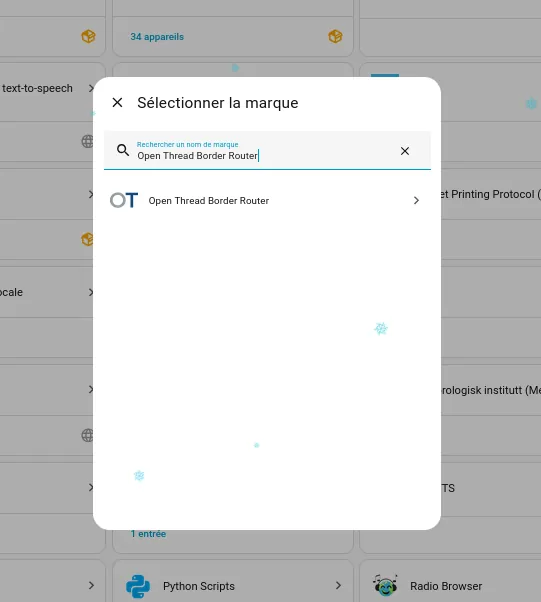 34 appareils
text-to-speech
Sélectionner la marque
Rechercher un nom de marque
Open Thread Border Router
et Printing Protocol (
OT Open Thread Border Router
ocale
rologisk institutt (Me
TS
1 entrée
Python Scripts
Radio Browser